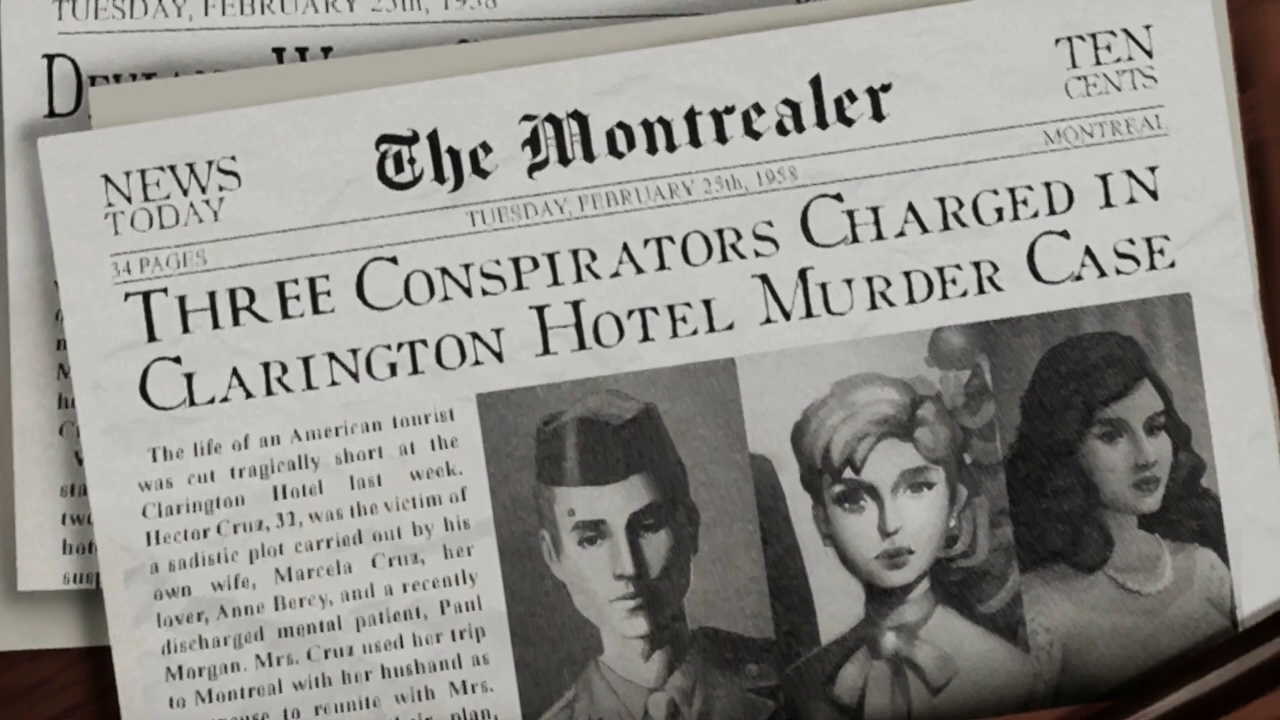 TUESDAY, FEBRUARY 25th, 1958
NEWS
TODAY
The Montrealer
TEN
CENTS
34 PAGES
TUESDAY, FEBRUARY 25th, 1958
MONTREAL
THREE CONSPIRATORS CHARGED IN
CLARINGTON HOTEL MURDER CASE
The life of an American tourist
was cut tragically short at the
Clarington Hotel last week.
Hector Cruz, 32, was the victim of
a sadistic plot carried out by his
own wife, Marcela Cruz, her
lover, Anne Berey, and a recently
discharged mental patient, Paul
Morgan. Mrs. Cruz used her trip
to Montreal with her husband as
to reunite with Mrs.
plan,